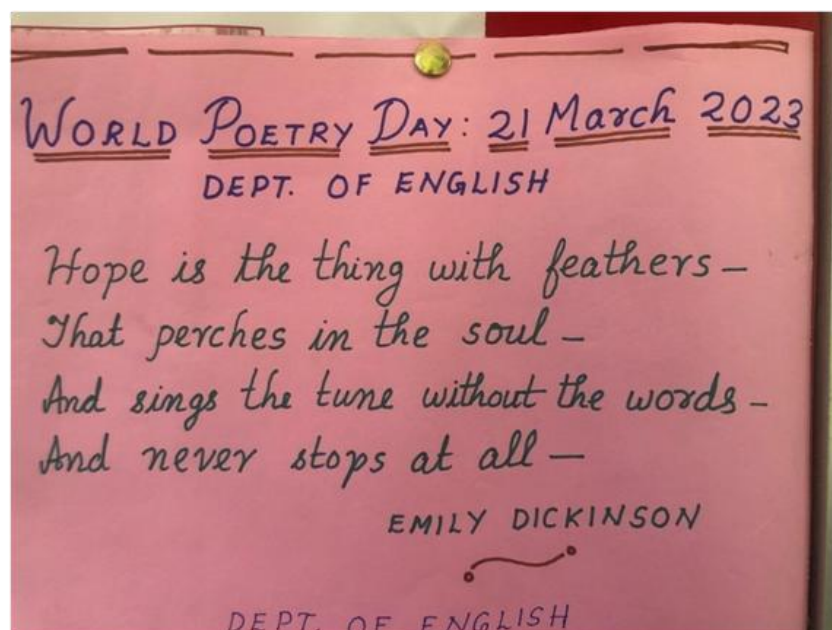 WORLD POETRY DAY: 21 March 2023
DEPT. OF ENGLISH
Hope is the thing with feathers –
That perches in the soul –
And sings the tune without the words –
And never stops at all –
EMILY DICKINSON
DEPT. OF ENGLISH